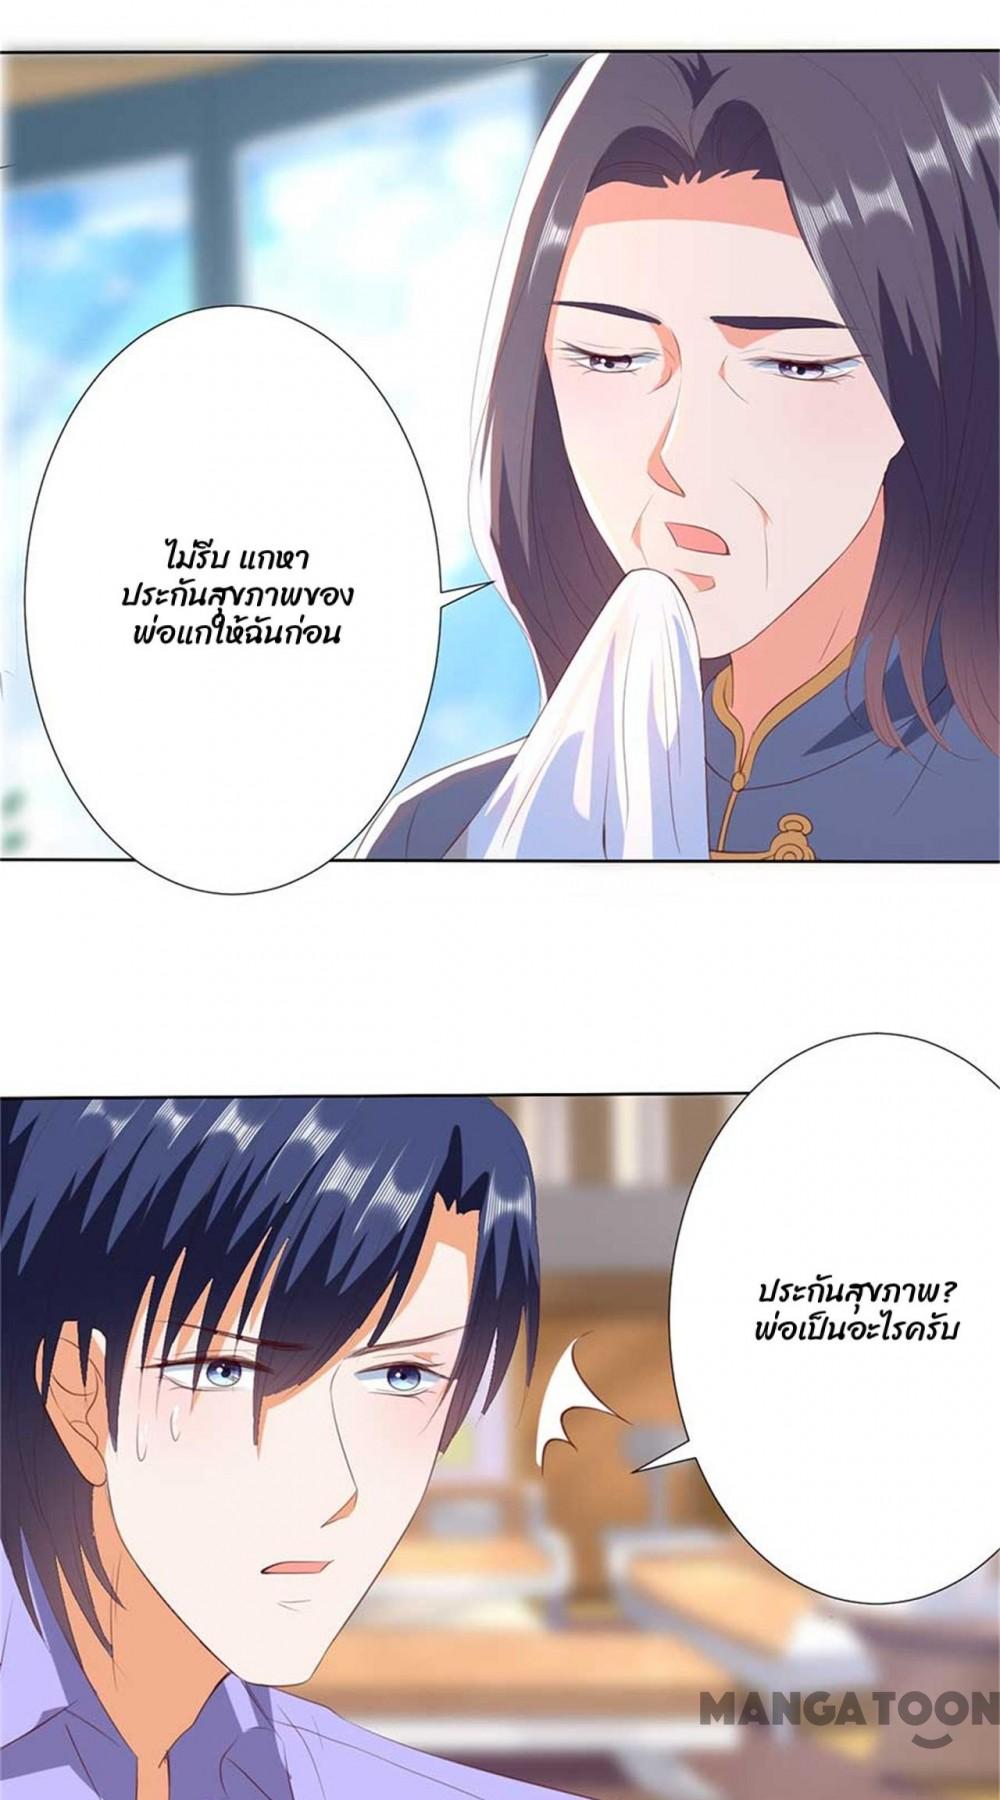 ไม่รีบ แกหา
ประกันสุขภาพของ
พ่อแกให้ฉันก่อน
ประกันสุขภาพ?
พ่อเป็นอะไรครับ
MANGATOON